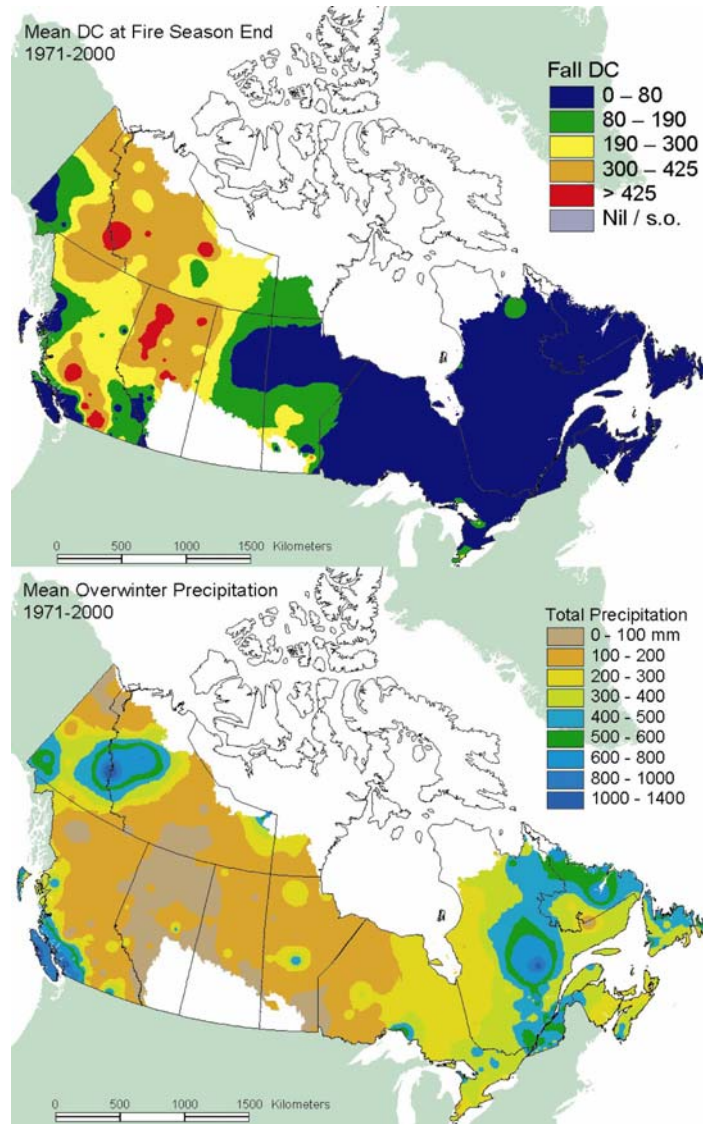 Mean DC at Fire Season End
1971-2000
Fall DC
0 – 80
80 – 190
190 – 300
300 – 425
> 425
Nil / s.o.
0 500 1000 1500 Kilometers
Mean Overwinter Precipitation
1971-2000
Total Precipitation
0 - 100 mm
100 - 200
200 - 300
300 - 400
400 - 500
500 - 600
600 - 800
800 - 1000
1000 - 1400
0 500 1000 1500 Kilometers